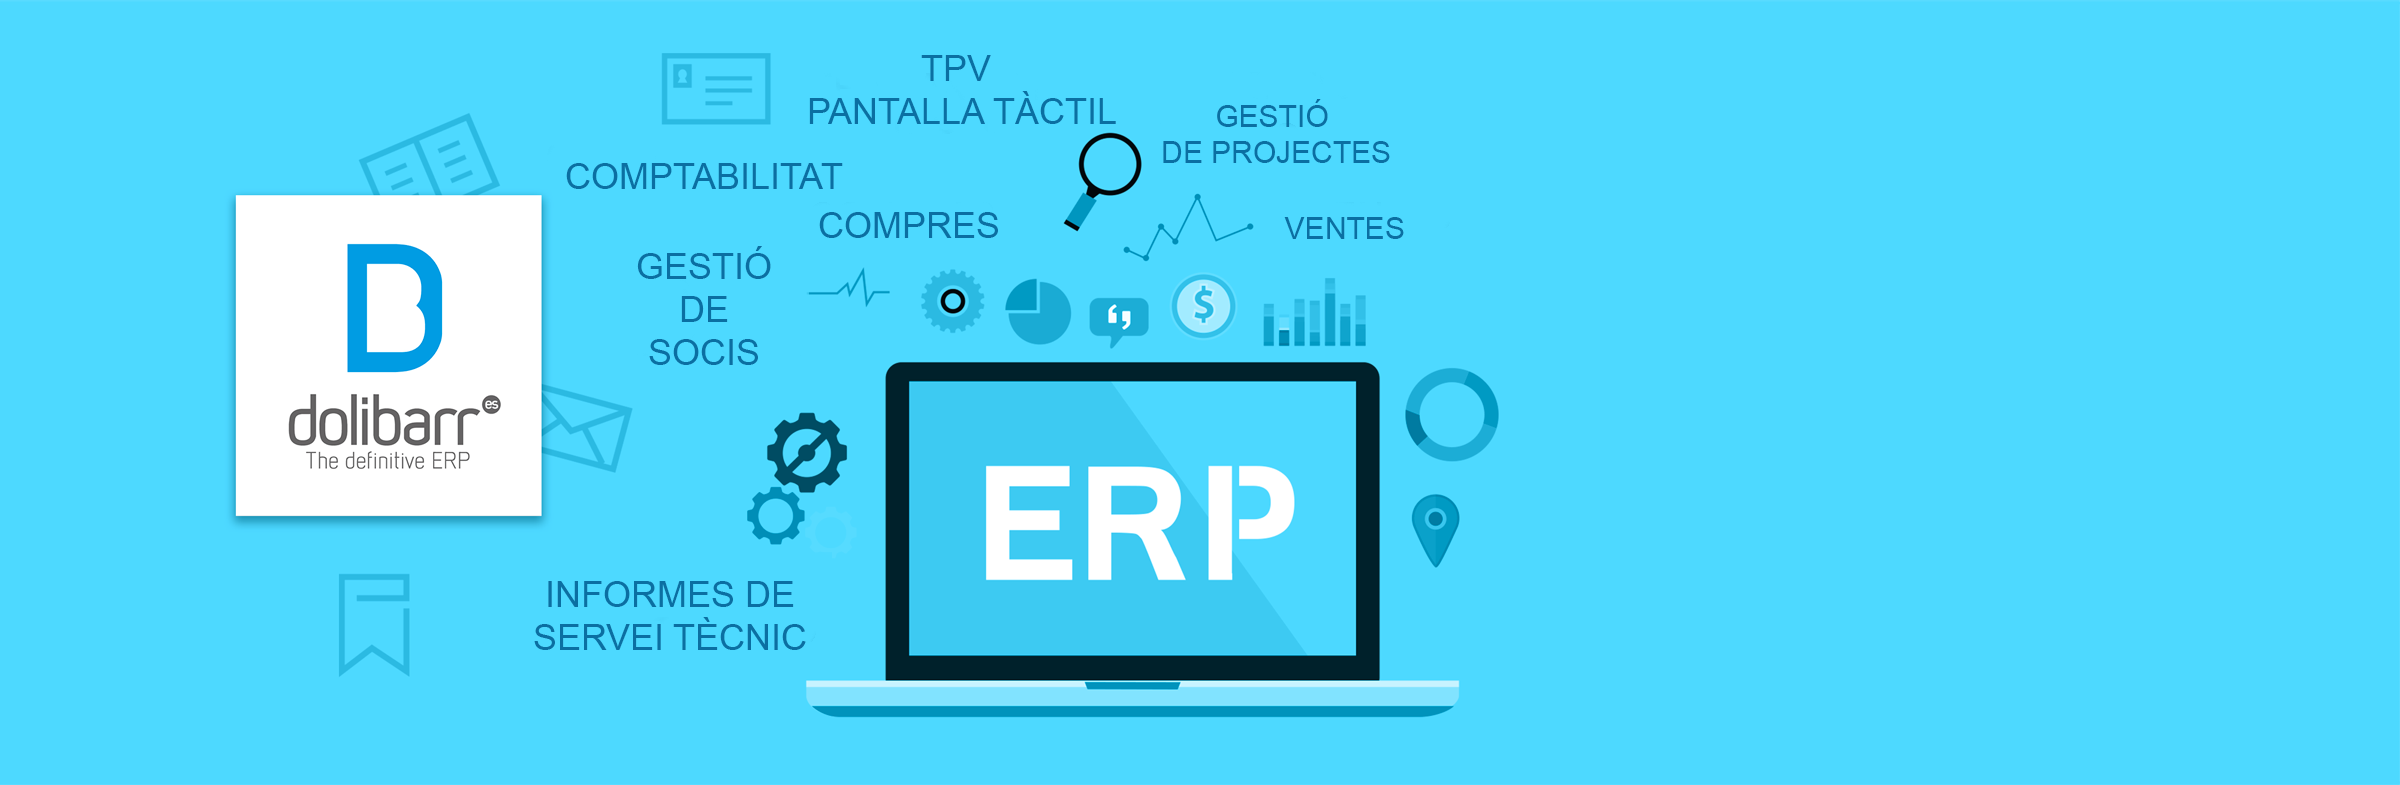 TPV
PANTALLA TÀCTIL
GESTIÓ
DE PROJECTES
COMPTABILITAT
COMPRES
VENTES
GESTIÓ
DE
SOCIS
$
dolibarr es
The definitive ERP
ERP
INFORMES DE
SERVEI TÈCNIC